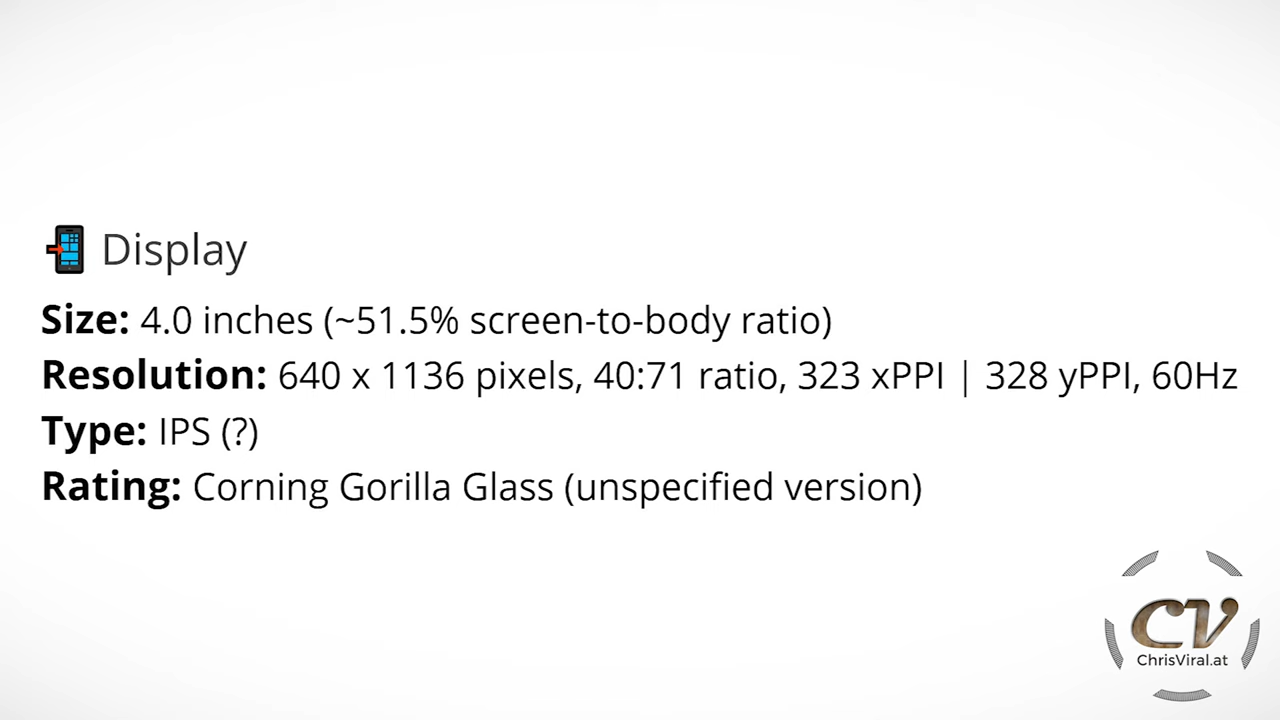 Display
Size: 4.0 inches (~51.5% screen-to-body ratio)
Resolution: 640 x 1136 pixels, 40:71 ratio, 323 xPPI | 328 yPPI, 60Hz
Type: IPS (?)
Rating: Corning Gorilla Glass (unspecified version)
CV
ChrisViral.at